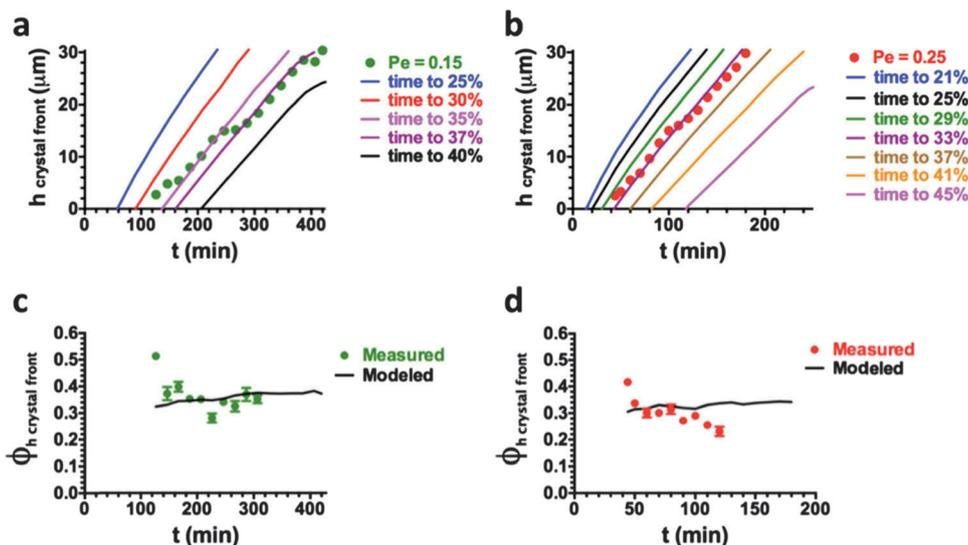 a
30
20
10
0
h crystal front (μm)
0 100 200 300 400
t (min)
Pe = 0.15
time to 25%
time to 30%
time to 35%
time to 37%
time to 40%
b
30
20
10
0
h crystal front (μm)
0 100 200
t (min)
Pe = 0.25
time to 21%
time to 25%
time to 29%
time to 33%
time to 37%
time to 41%
time to 45%
c
0.6
0.5
0.4
0.3
0.2
0.1
0.0
ϕh crystal front
0 100 200 300 400
t (min)
Measured
Modeled
d
0.6
0.5
0.4
0.3
0.2
0.1
0.0
ϕh crystal front
0 50 100 150 200
t (min)
Measured
Modeled